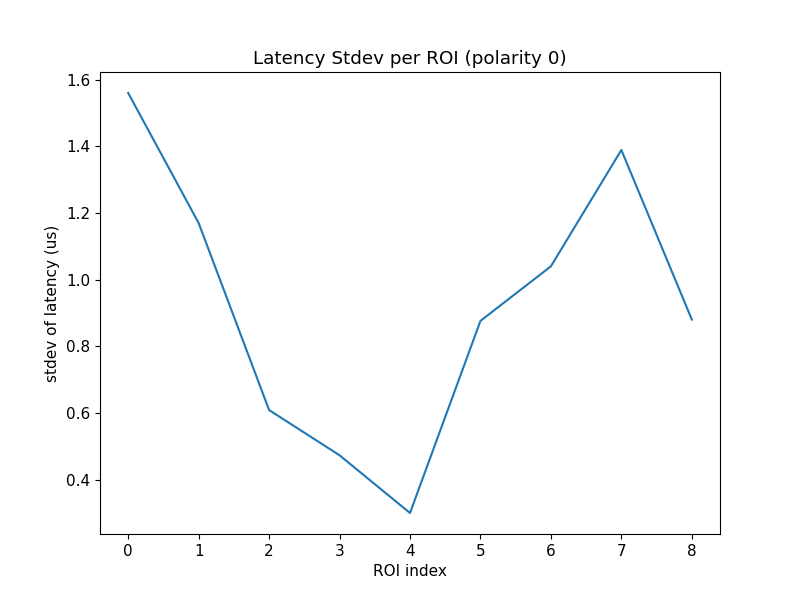 Latency Stdev per ROI (polarity 0)
1.6
1.4
1.2
1.0
0.8
0.6
0.4
stdev of latency (us)
0 1 2 3 4 5 6 7 8
ROI index